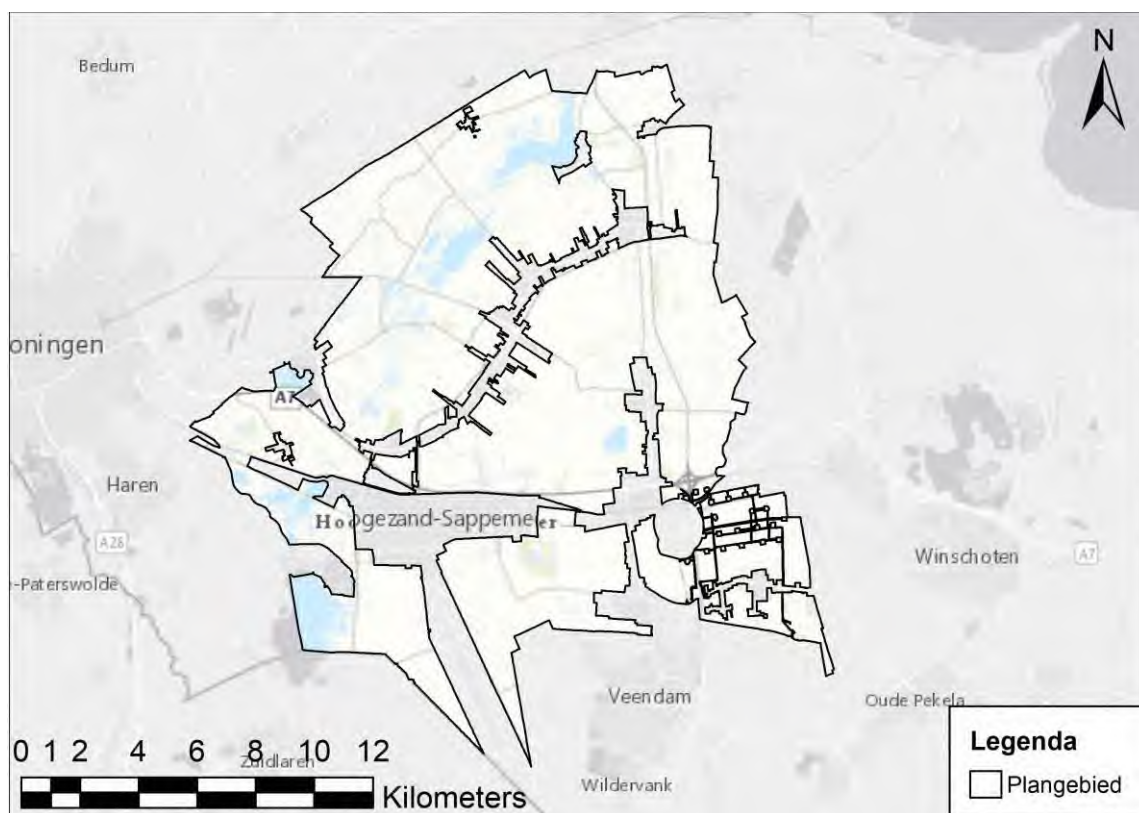 Bedum
N
oningen
A7
Haren
Hoogezand-Sappemeer
A28
Winschoten
A7
e-Paterswolde
Veendam
Oude Pekela
0 1 2 4 6 8 10 12
Zuidlaren
Kilometers
Wildervank
Legenda
Plangebied